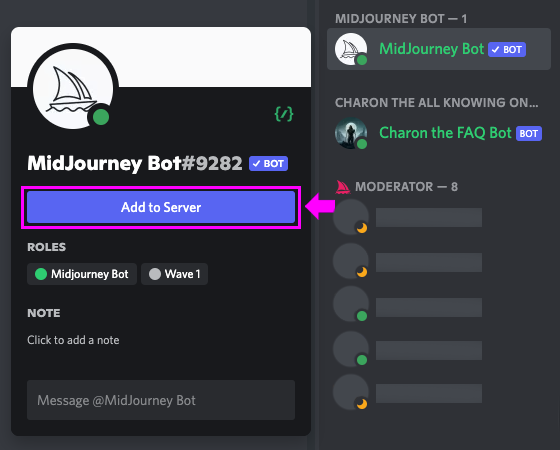 MidJourney Bot#9282 ✓ BOT
Add to Server
ROLES
Midjourney Bot
Wave 1
NOTE
Click to add a note
Message @MidJourney Bot
MIDJOURNEY BOT — 1
MidJourney Bot ✓ BOT
CHARON THE ALL KNOWING ON...
Charon the FAQ Bot BOT
MODERATOR — 8